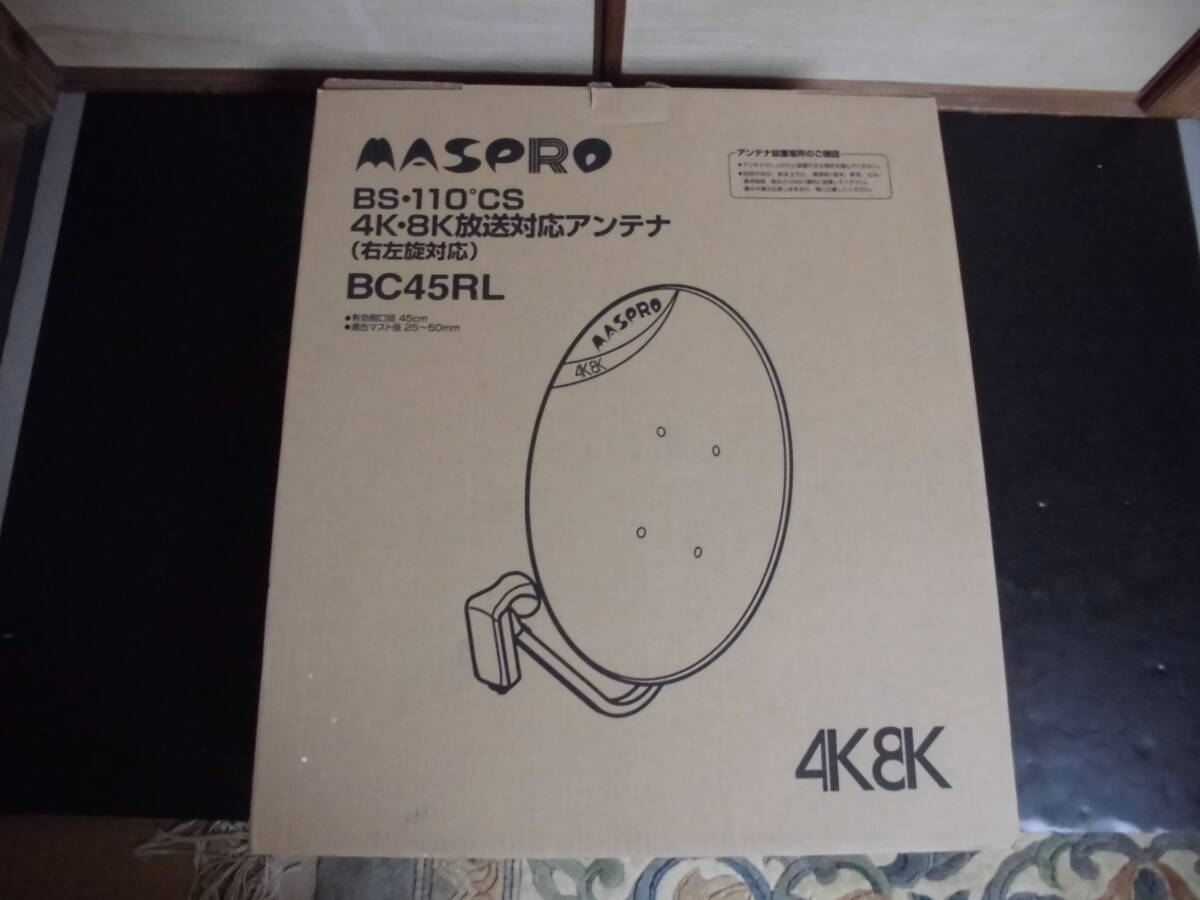 MASPRO
BS・110°CS
4K・8K放送対応アンテナ
(右左旋対応)
BC45RL
●有効開口径 45cm
●適合マスト径 25～50mm
アンテナ設置場所のご確認
MASPRO
4K8K
4K8K